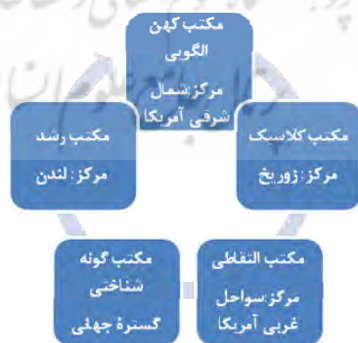 مکتب کهن
الگویی
مرکز:شمال
شرقی آمریکا
مکتب کلاسیک
مرکز: زوریخ
مکتب التقاطی
مرکز:سواحل
غربی آمریکا
مکتب گونه
شناختی
گسترهٔ جهانی
مکتب رشد
مرکز: لندن